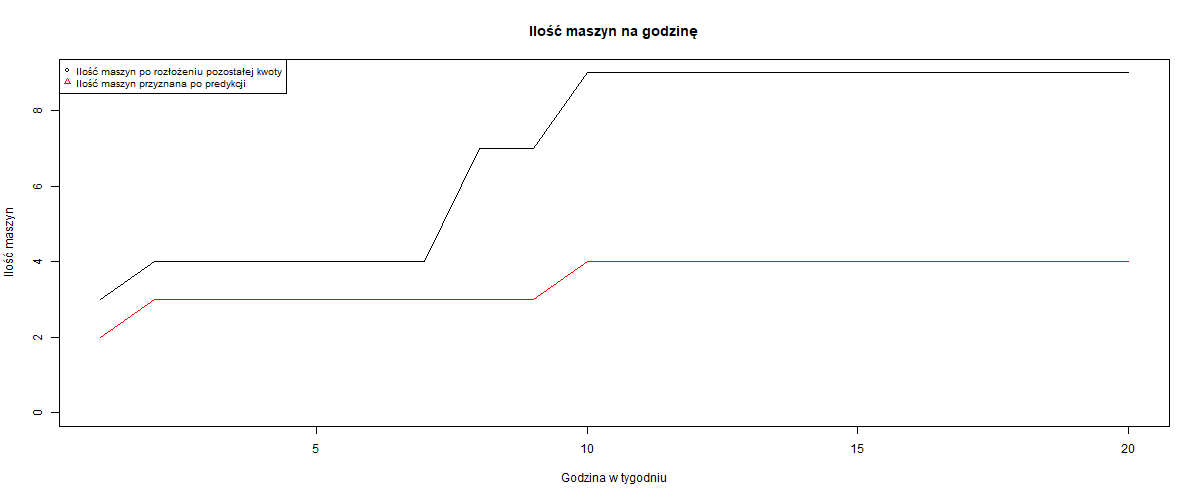 Ilość maszyn na godzinę
Ilość maszyn po rozłożeniu pozostałej kwoty
Ilość maszyn przyznana po predykcji
Ilość maszyn
8
6
4
2
0
5 10 15 20
Godzina w tygodniu